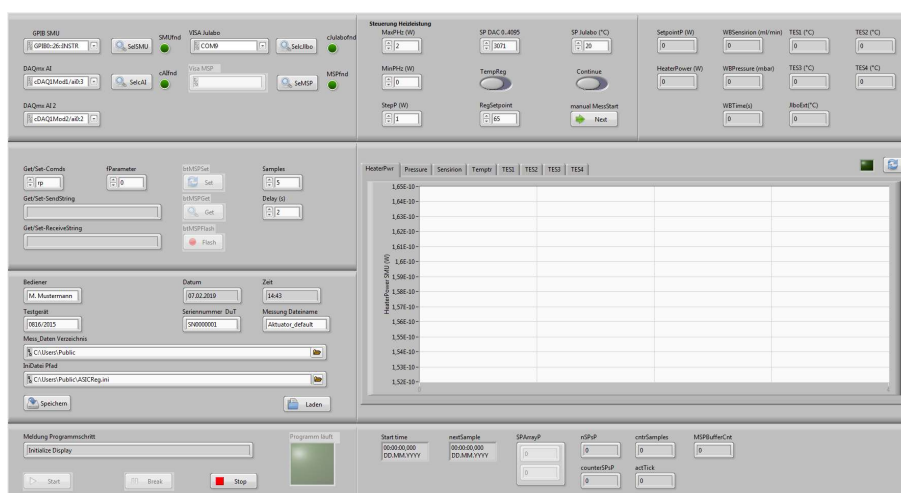 GPIB SMU
GPIB0::26::INSTR
SelSMU
SMUfnd
VISA Julabo
COM9
SelcJlbo
cJulabofnd
DAQmx AI
cDAQ1Mod1/ai0:3
SelcAI
cAIfnd
Visa MSP
SeMSP
MSPfnd
DAQmx AI 2
cDAQ1Mod2/ai0:2
Steuerung Heizleistung
MaxPHz (W)
2
SP DAC 0..4095
3071
SP Julabo (°C)
20
MinPHz (W)
0
TempReg
Continue
StepP (W)
1
RegSetpoint
65
manual MessStart
Next
SetpointP (W)
0
WBSensirion (ml/min)
0
TES1 (°C)
0
TES2 (°C)
0
HeaterPower (W)
0
WBPressure (mbar)
0
TES3 (°C)
0
TES4 (°C)
0
WBTime(s)
0
JlboExt(°C)
0
Get/Set-Comds
rp
fParameter
0
btMSPSet
Set
Samples
5
Get/Set-SendString
btMSPGet
Get
Delay (s)
2
Get/Set-ReceiveString
btMSPFlash
Flash
HeaterPwr Pressure Sensirion Temptr TES1 TES2 TES3 TES4
HeaterPower SMU (W)
1,65E-10
1,64E-10
1,63E-10
1,62E-10
1,61E-10
1,6E-10
1,59E-10
1,58E-10
1,57E-10
1,56E-10
1,55E-10
1,54E-10
1,53E-10
1,52E-10
0
Bediener
M. Mustermann
Datum
07.02.2019
Zeit
14:43
Testgerät
0816/2015
Seriennummer DuT
SN0000001
Messung Dateiname
Aktuator_default
Mess_Daten Verzeichnis
C:\Users\Public
IniDatei Pfad
C:\Users\Public\ASICReg.ini
Speichern
Laden
Meldung Programmschritt
Initialize Display
Programm läuft
Start
Break
Stop
Start time
00:00:00,000
DD.MM.YYYY
nextSample
00:00:00,000
DD.MM.YYYY
SPArrayP
0
0
nSPsP
0
cntrSamples
0
MSPBufferCnt
0
counterSPsP
0
actTick
0